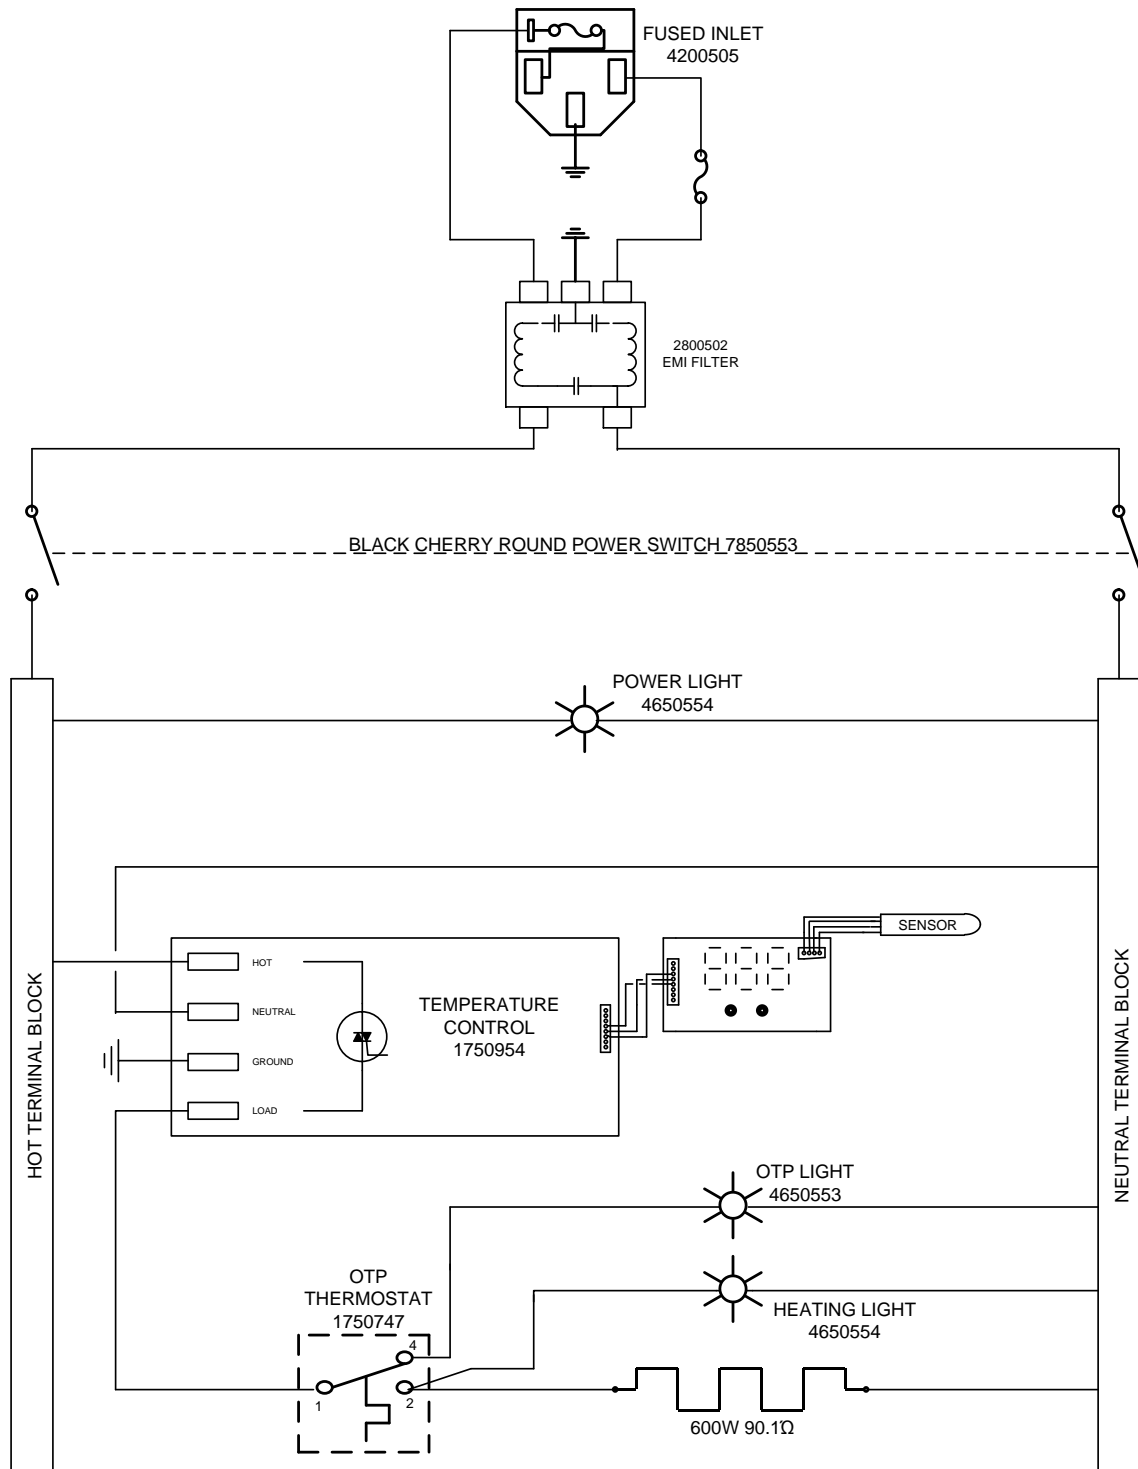 FUSED INLET
4200505
2800502
EMI FILTER
BLACK CHERRY ROUND POWER SWITCH 7850553
POWER LIGHT
4650554
SENSOR
HOT
NEUTRAL
GROUND
LOAD
TEMPERATURE
CONTROL
1750954
HOT TERMINAL BLOCK
NEUTRAL TERMINAL BLOCK
OTP LIGHT
4650553
OTP
THERMOSTAT
1750747
HEATING LIGHT
4650554
4
1
2
600W 90.1Ω